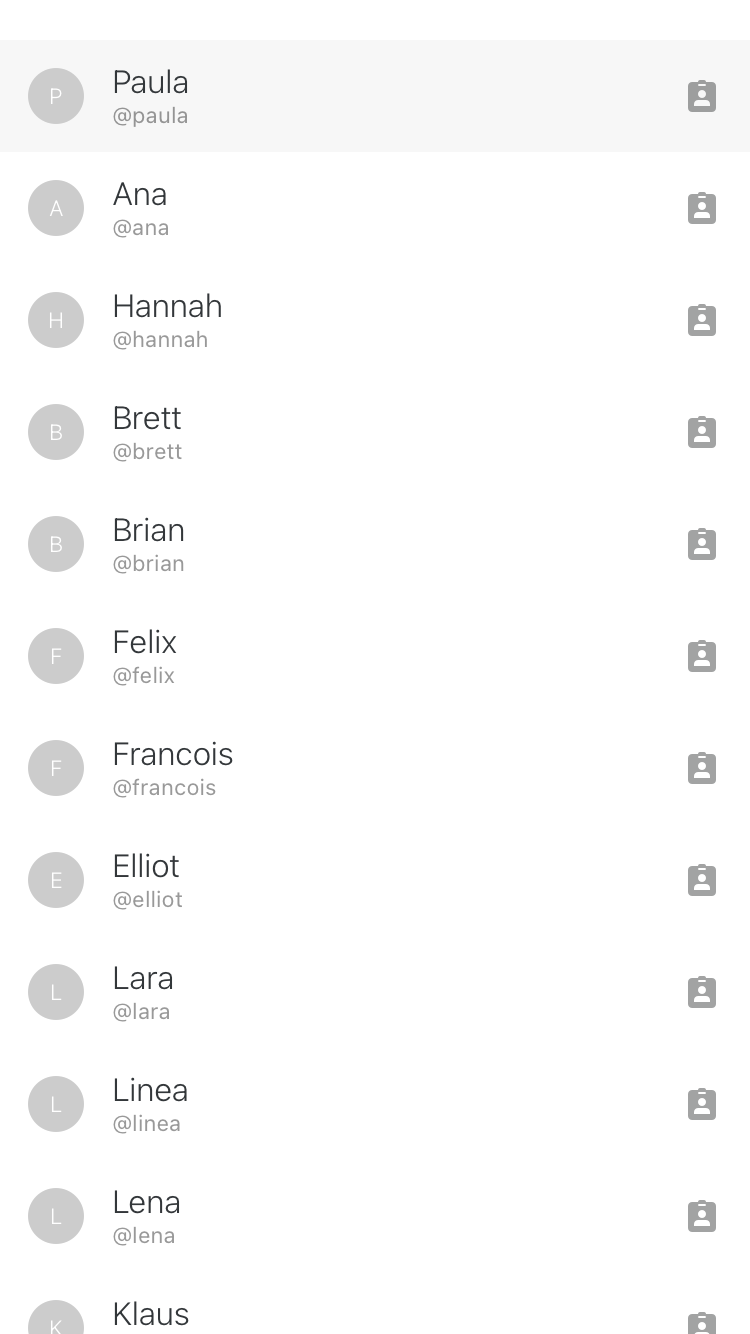 P
Paula
@paula
A
Ana
@ana
H
Hannah
@hannah
B
Brett
@brett
B
Brian
@brian
F
Felix
@felix
F
Francois
@francois
E
Elliot
@elliot
L
Lara
@lara
L
Linea
@linea
L
Lena
@lena
K
Klaus